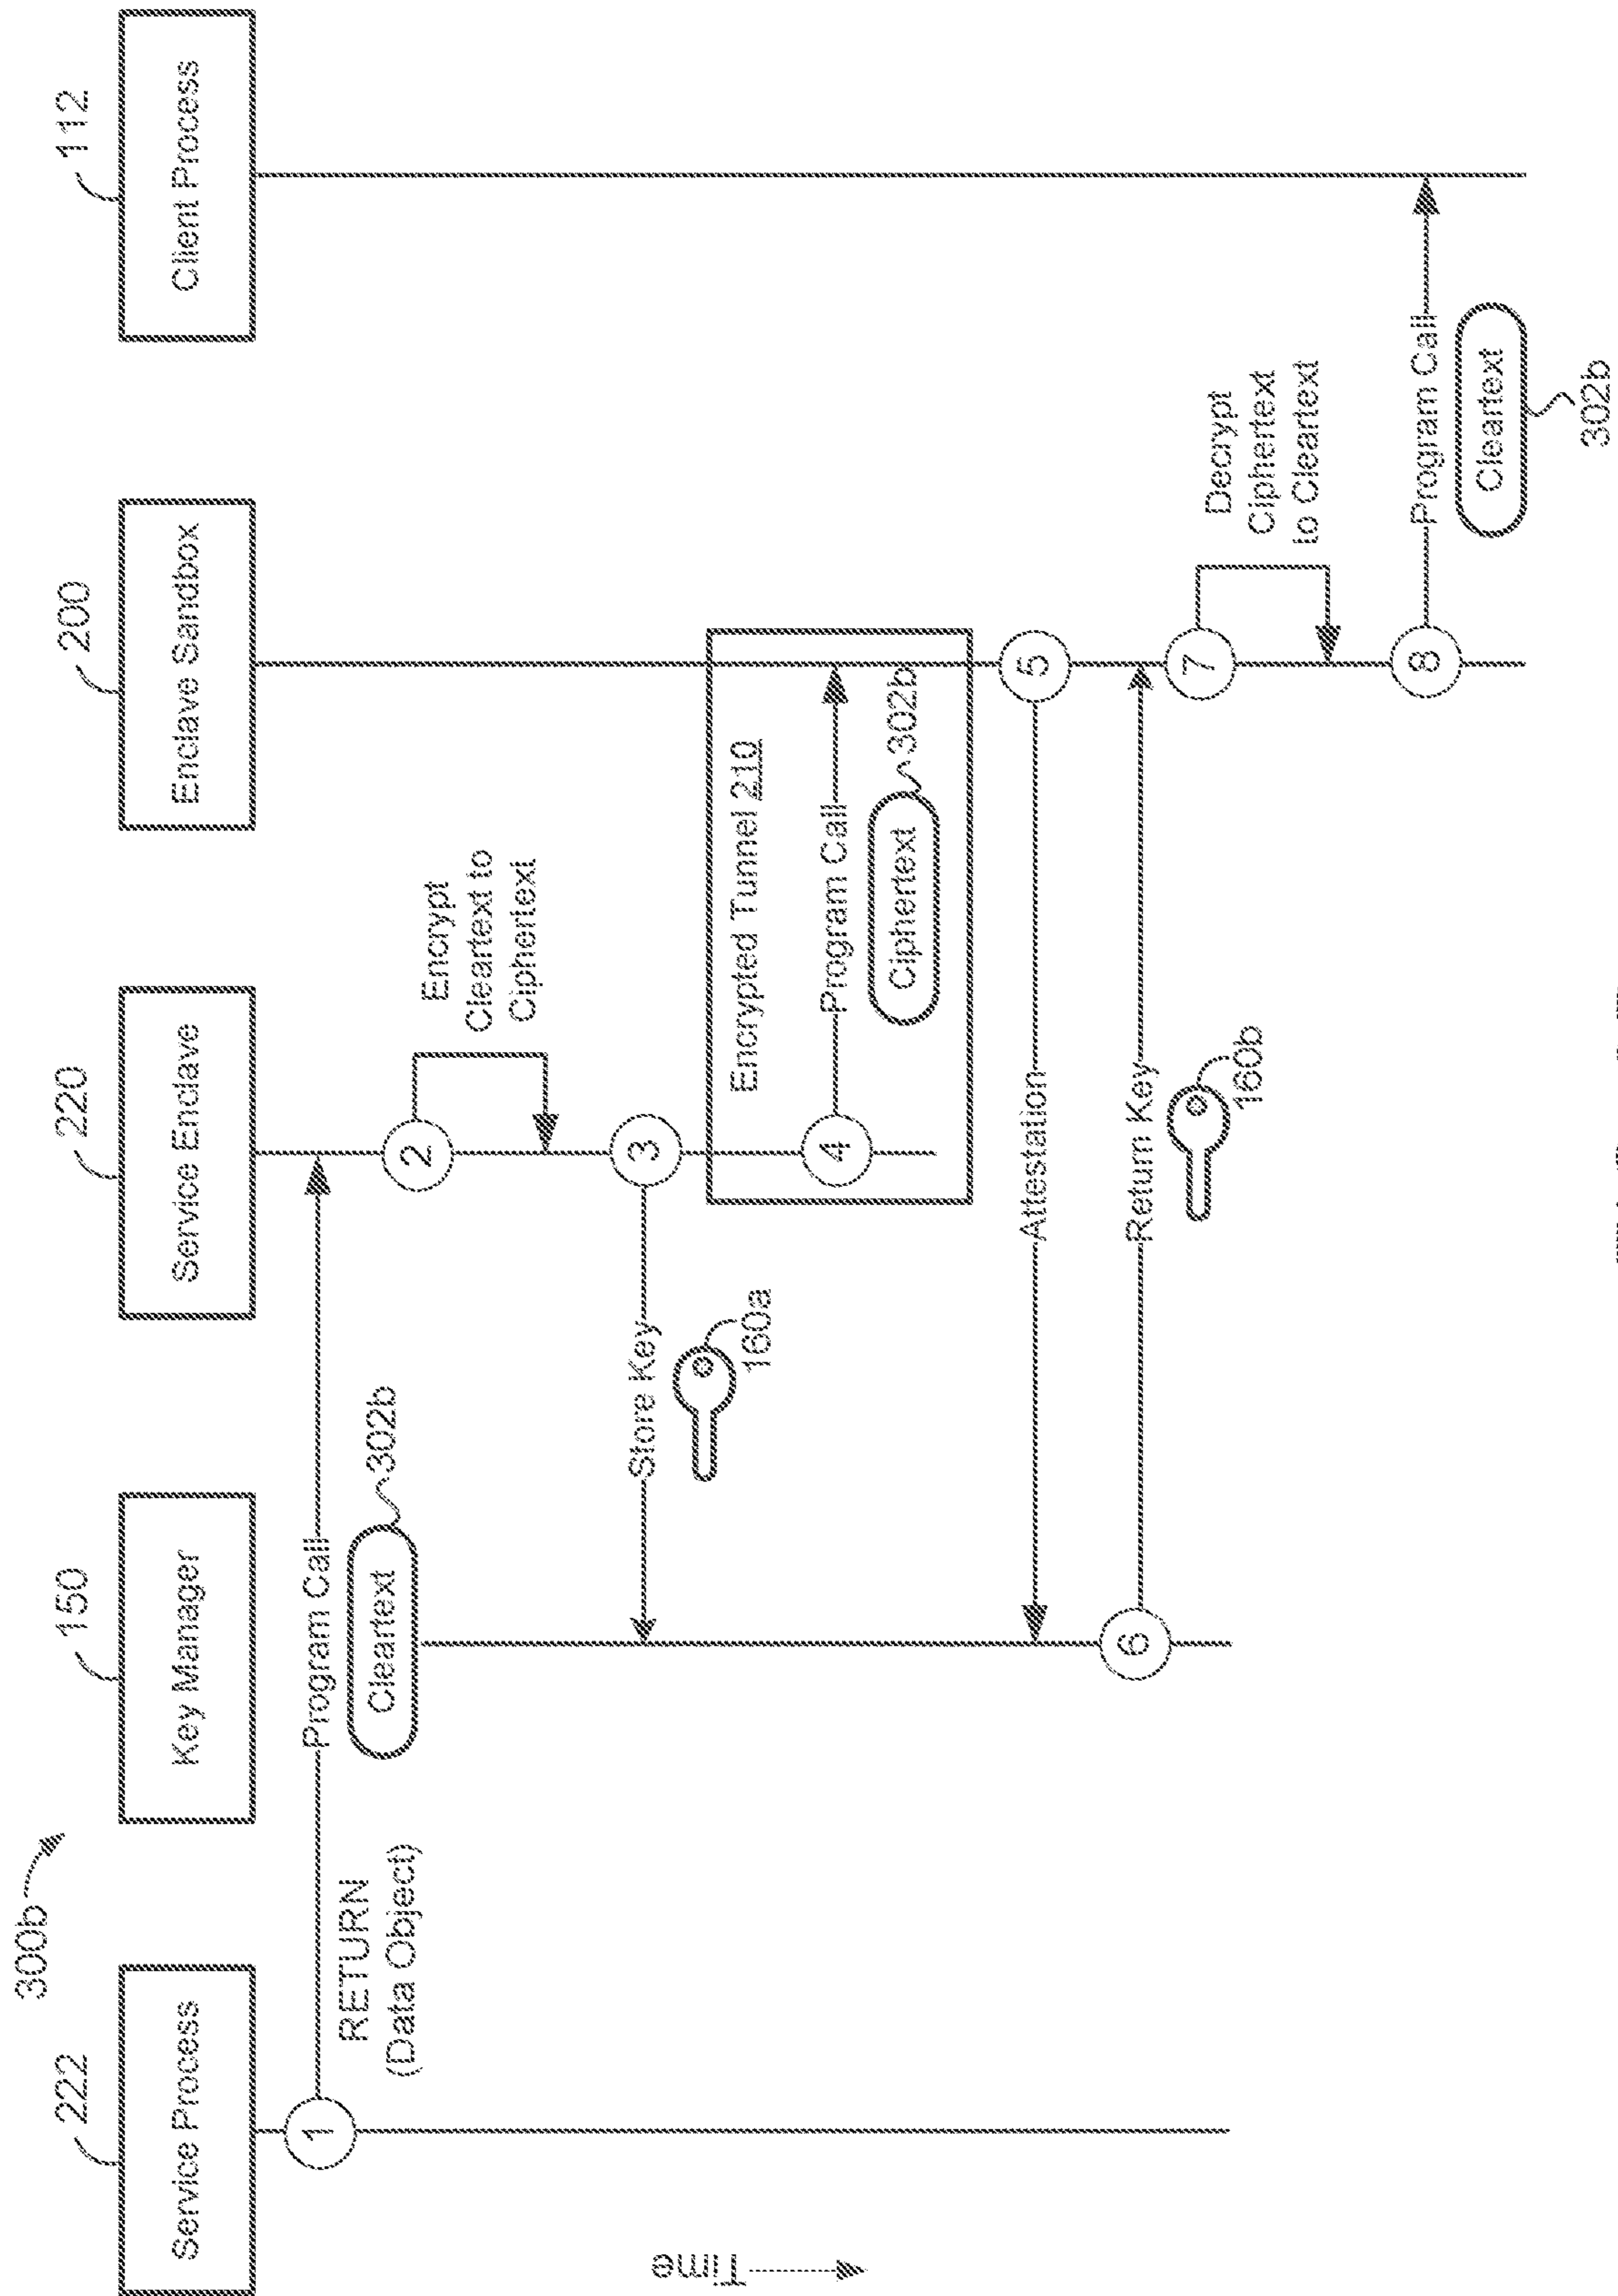 300b
222
150
220
200
112
Service Process
Key Manager
Service Enclave
Enclave Sandbox
Client Process
1
Program Call
RETURN
(Data Object)
Cleartext
302b
2
Encrypt
Cleartext to
Ciphertext
3
Store Key
160a
Encrypted Tunnel 210
4
Program Call
Ciphertext
302b
5
Attestation
6
Return Key
160b
7
Decrypt
Ciphertext
to Cleartext
8
Program Call
Cleartext
302b
Time